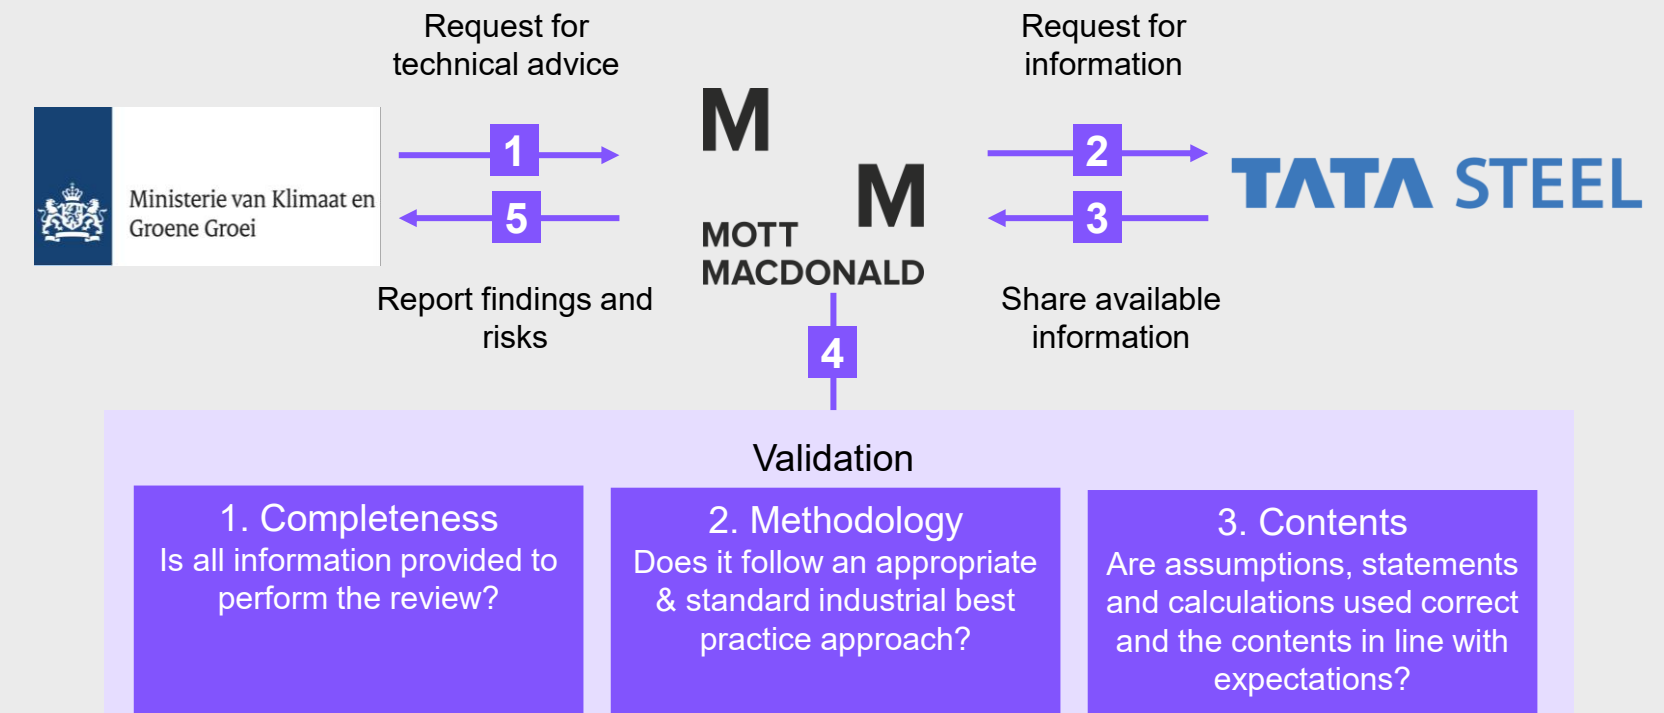 Request for
technical advice
Request for
information
Ministerie van Klimaat en
Groene Groei
1
5
M
M
MOTT
MACDONALD
2
3
TATA STEEL
Report findings and
risks
Share available
information
4
Validation
1. Completeness
Is all information provided to
perform the review?
2. Methodology
Does it follow an appropriate
& standard industrial best
practice approach?
3. Contents
Are assumptions, statements
and calculations used correct
and the contents in line with
expectations?